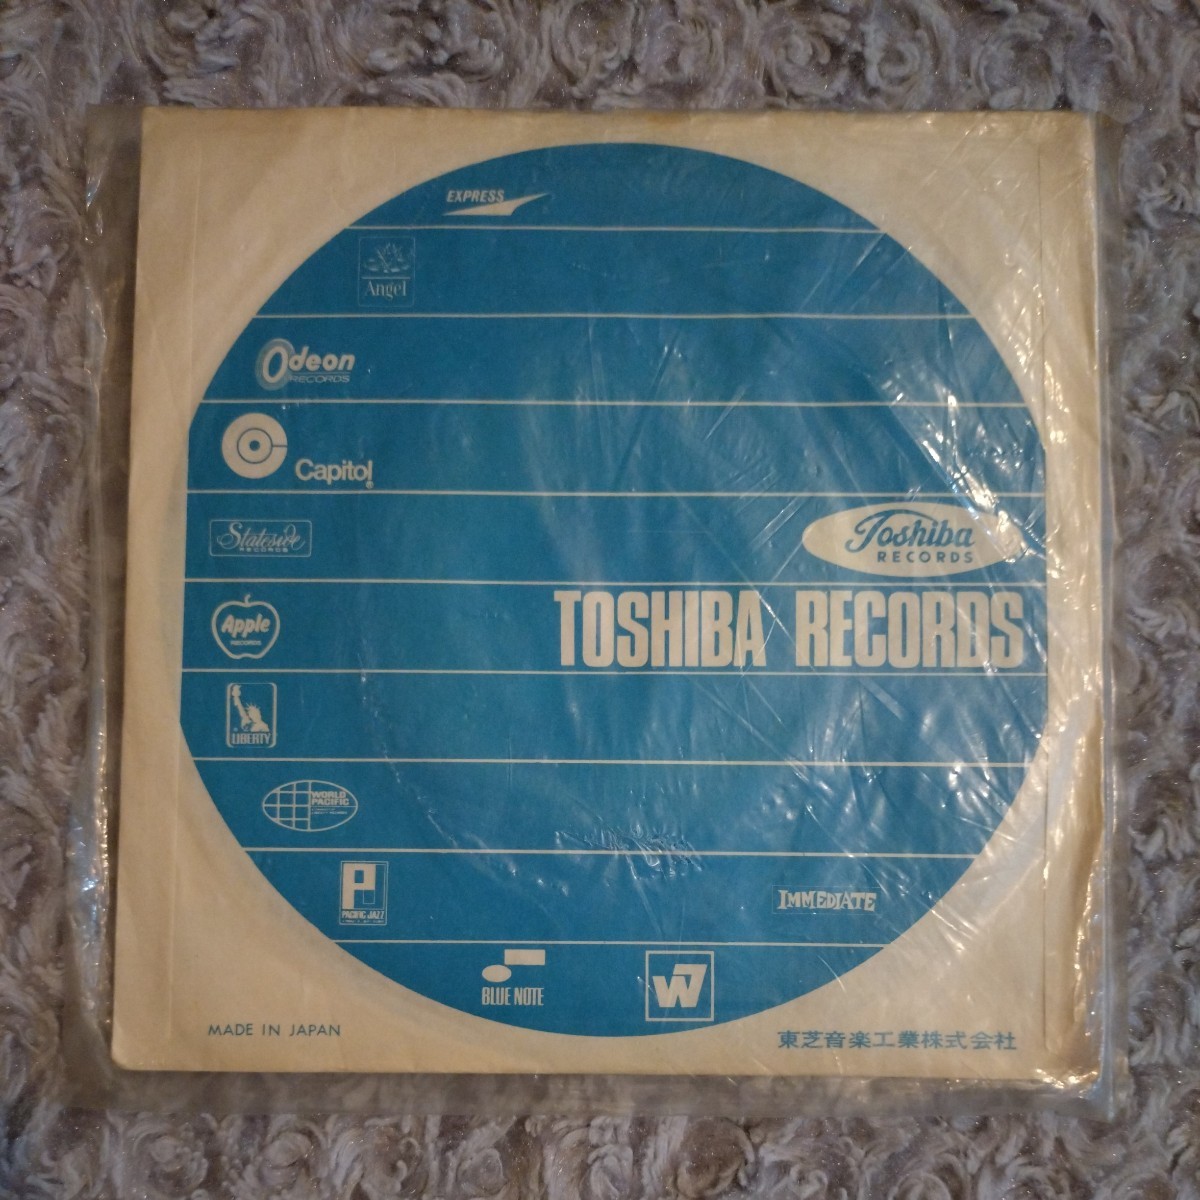 EXPRESS
Angel
Odeon
RECORDS
Capitol
Stateside
RECORDS
Toshiba
RECORDS
Apple
RECORDS
TOSHIBA RECORDS
LIBERTY
WORLD
PACIFIC
P
PACIFIC JAZZ
IMMEDIATE
BLUE NOTE
W7
MADE IN JAPAN
東芝音楽工業株式会社